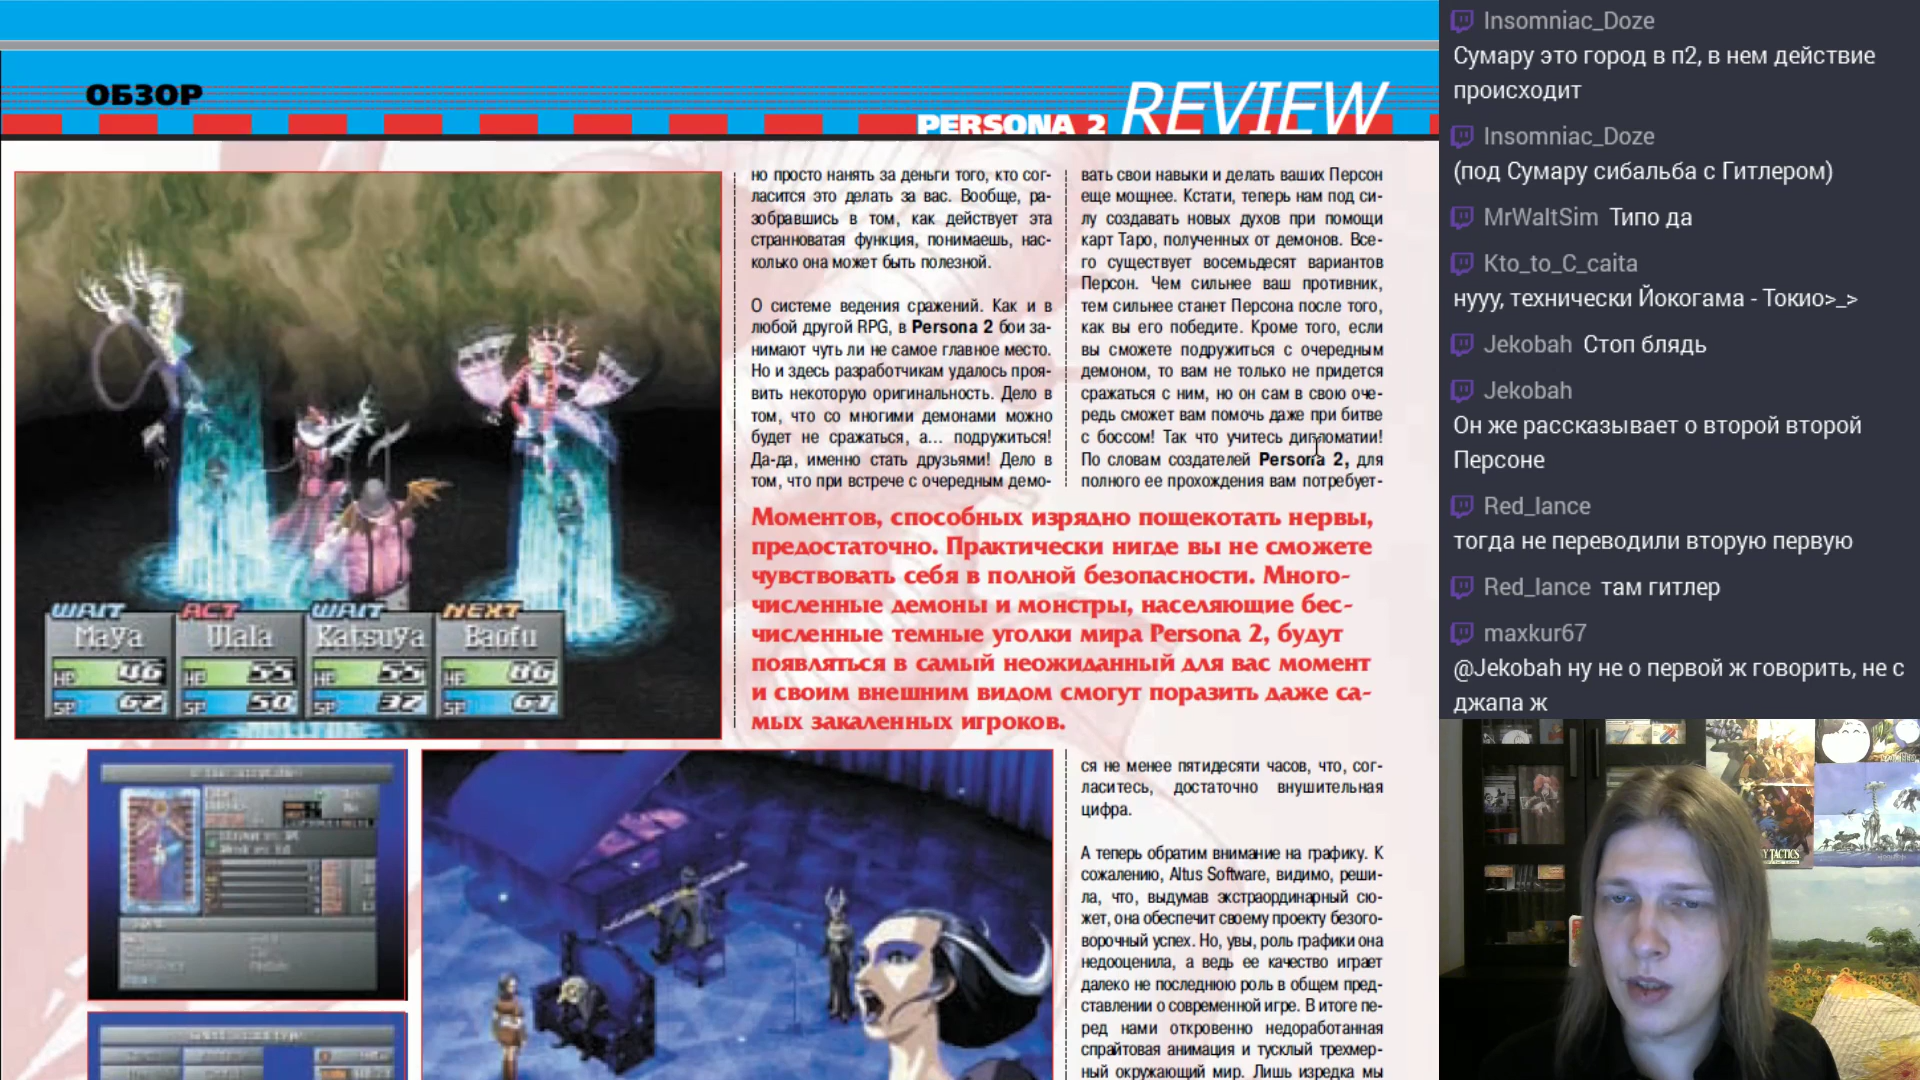 ОБЗОР
PERSONA 2 REVIEW
но просто нанять за деньги того, кто сог-
ласится это делать за вас. Вообще, ра-
зобравшись в том, как действует эта
странноватая функция, понимаешь, нас-
колько она может быть полезной.
О системе ведения сражений. Как и в
любой другой RPG, в Persona 2 бои за-
нимают чуть ли не самое главное место.
Но и здесь разработчикам удалось проя-
вить некоторую оригинальность. Дело в
том, что со многими демонами можно
будет не сражаться, а... подружиться!
Да-да, именно стать друзьями! Дело в
том, что при встрече с очередным демо-
вать свои навыки и делать ваших Персон
еще мощнее. Кстати, теперь нам под си-
лу создавать новых духов при помощи
карт Таро, полученных от демонов. Все-
го существует восемьдесят вариантов
Персон. Чем сильнее ваш противник,
тем сильнее станет Персона после того,
как вы его победите. Кроме того, если
вы сможете подружиться с очередным
демоном, то вам не только не придется
сражаться с ним, но он сам в свою оче-
редь сможет вам помочь даже при битве
с боссом! Так что учитесь дипломатии!
По словам создателей Persona 2, для
полного ее прохождения вам потребует-
Моментов, способных изрядно пощекотать нервы,
предостаточно. Практически нигде вы не сможете
чувствовать себя в полной безопасности. Много-
численные демоны и монстры, населяющие бес-
численные темные уголки мира Persona 2, будут
появляться в самый неожиданный для вас момент
и своим внешним видом смогут поразить даже са-
мых закаленных игроков.
WAIT ACT WAIT NEXT
Maya Ulala Katsuya Baofu
HP 46 HP 55 HP 55 HP 86
SP 62 SP 50 SP 37 SP 61
ся не менее пятидесяти часов, что, сог-
ласитесь, достаточно внушительная
цифра.
А теперь обратим внимание на графику. К
сожалению, Altus Software, видимо, реши-
ла, что, выдумав экстраординарный сю-
жет, она обеспечит своему проекту безого-
ворочный успех. Но, увы, роль графики она
недооценила, а ведь ее качество играет
далеко не последнюю роль в общем пред-
ставлении о современной игре. В итоге пе-
ред нами откровенно недоработанная
спрайтовая анимация и тусклый трехмер-
ный окружающий мир. Лишь изредка мы
Insomniac_Doze
Сумару это город в п2, в нем действие
происходит
Insomniac_Doze
(под Сумару сибальба с Гитлером)
MrWaltSim Типо да
Kto_to_C_caita
нууу, технически Йокогама - Токио>_>
Jekobah Стоп блядь
Jekobah
Он же рассказывает о второй второй
Персоне
Red_lance
тогда не переводили вторую первую
Red_lance там гитлер
maxkur67
@Jekobah ну не о первой ж говорить, не с
джапа ж
TACTICS